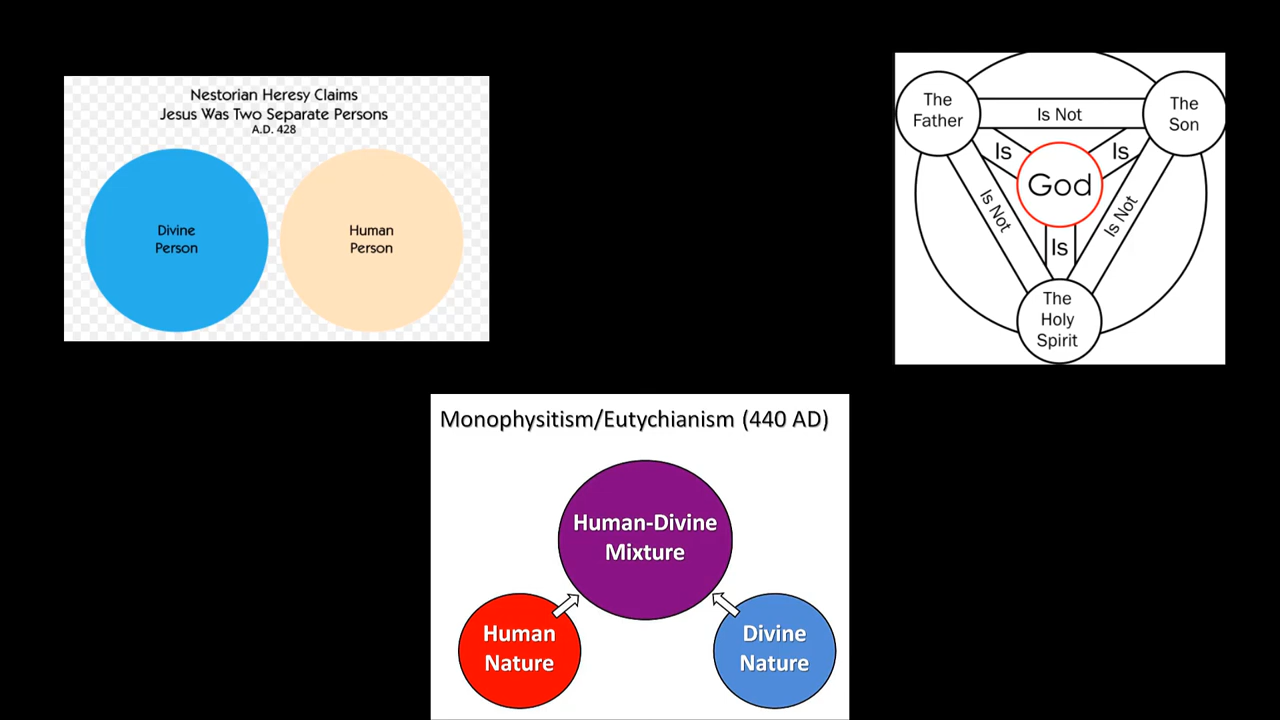 Nestorian Heresy Claims
Jesus Was Two Separate Persons
A.D. 428
Divine
Person
Human
Person
The
Father
Is Not
The
Son
Is
Is
God
Is Not
Is Not
Is
The
Holy
Spirit
Monophysitism/Eutychianism (440 AD)
Human-Divine
Mixture
Human
Nature
Divine
Nature